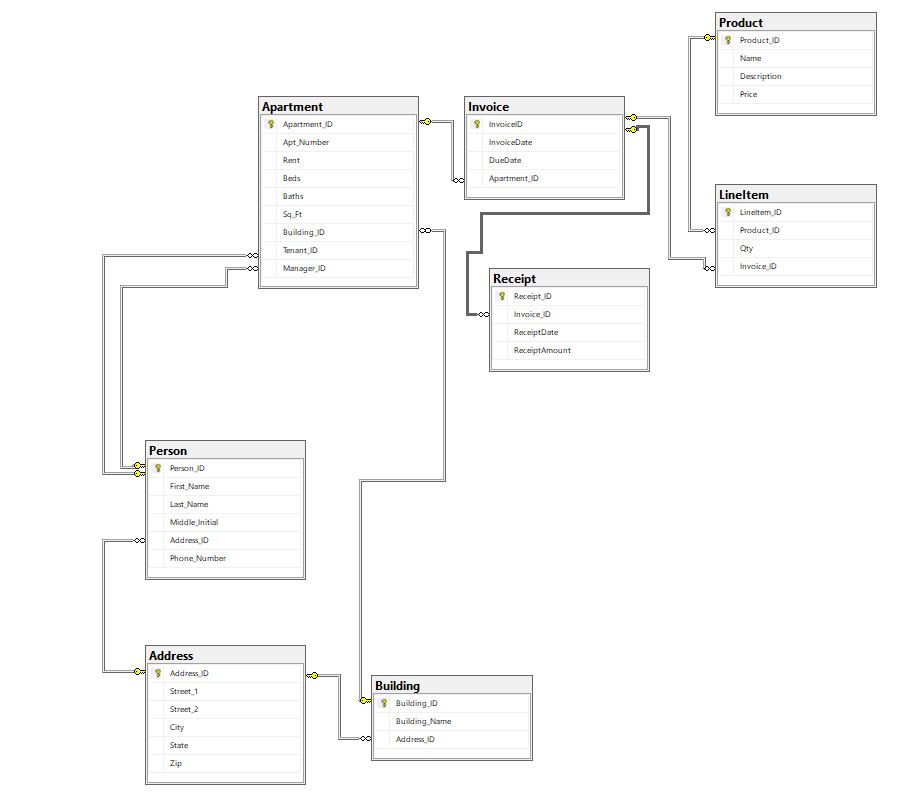 Product
Product_ID
Name
Description
Price
Apartment
Apartment_ID
Apt_Number
Rent
Beds
Baths
Sq_Ft
Building_ID
Tenant_ID
Manager_ID
Invoice
InvoiceID
InvoiceDate
DueDate
Apartment_ID
LineItem
LineItem_ID
Product_ID
Qty
Invoice_ID
Receipt
Receipt_ID
Invoice_ID
ReceiptDate
ReceiptAmount
Person
Person_ID
First_Name
Last_Name
Middle_Initial
Address_ID
Phone_Number
Address
Address_ID
Street_1
Street_2
City
State
Zip
Building
Building_ID
Building_Name
Address_ID